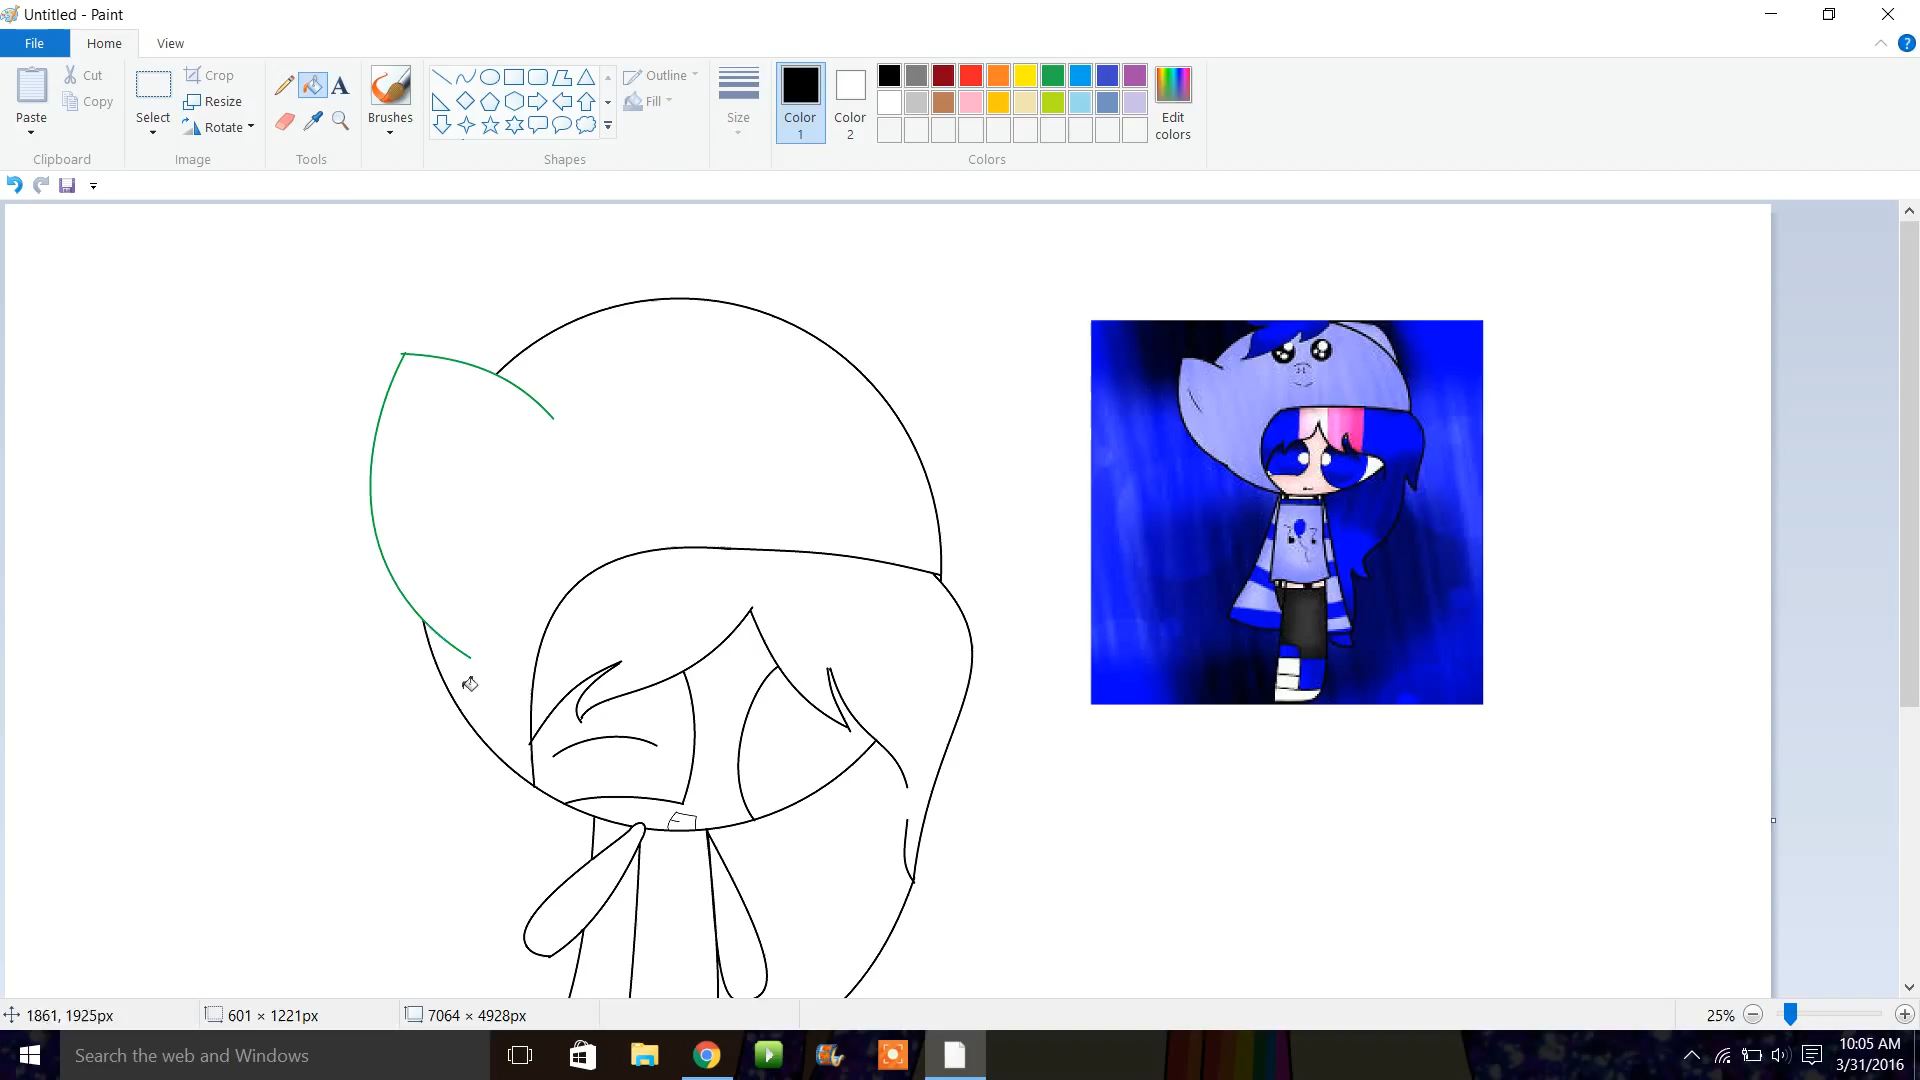 Untitled - Paint
File
Home
View
Paste
Cut
Copy
Clipboard
Select
Crop
Resize
Rotate
Image
A
Tools
Brushes
Outline
Fill
Shapes
Size
Color
1
Color
2
Edit
colors
Colors
1861, 1925px
601 × 1221px
7064 × 4928px
25%
Search the web and Windows
10:05 AM
3/31/2016